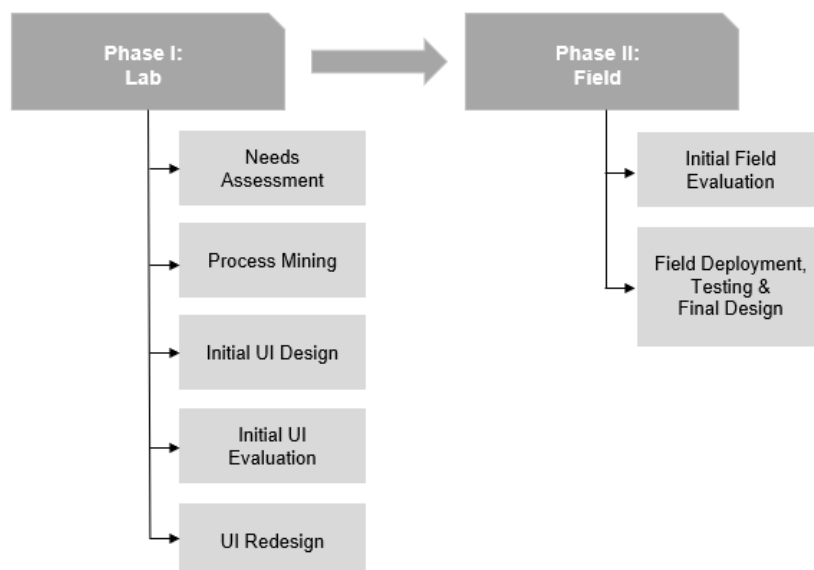 Phase I:
Lab
Needs
Assessment
Process Mining
Initial UI Design
Initial UI
Evaluation
UI Redesign
Phase II:
Field
Initial Field
Evaluation
Field Deployment,
Testing &
Final Design